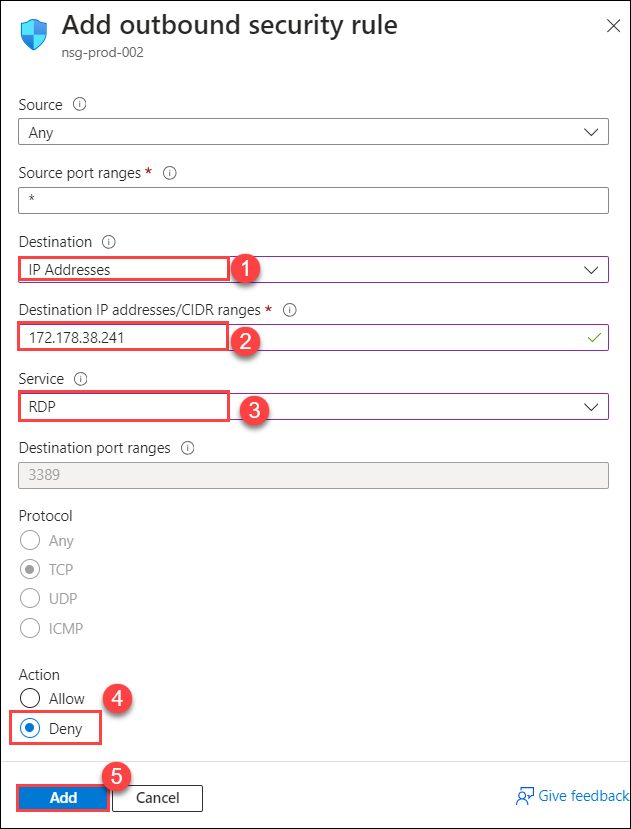 Add outbound security rule
nsg-prod-002
Source
Any
Source port ranges *
*
Destination
IP Addresses
1
Destination IP addresses/CIDR ranges *
172.178.38.241
2
Service
RDP
3
Destination port ranges
3389
Protocol
Any
TCP
UDP
ICMP
Action
Allow
4
Deny
5
Add
Cancel
Give feedback